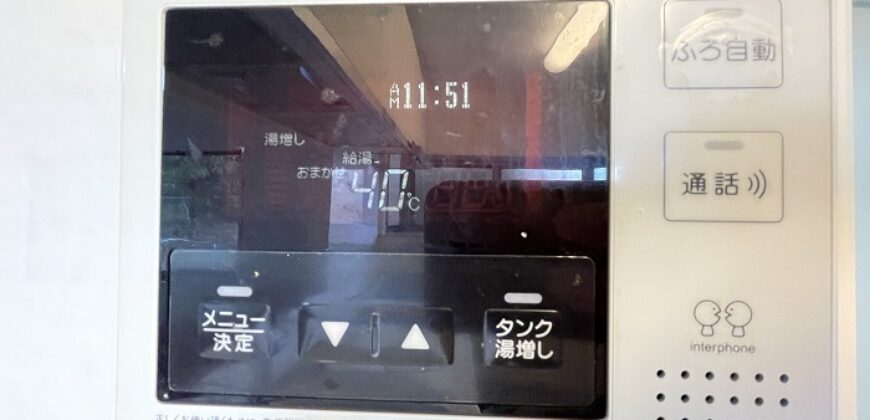 ふろ自動
AM11:51
湯増し
給湯
おまかせ
40℃
通話
メニュー
決定
タンク
湯増し
interphone